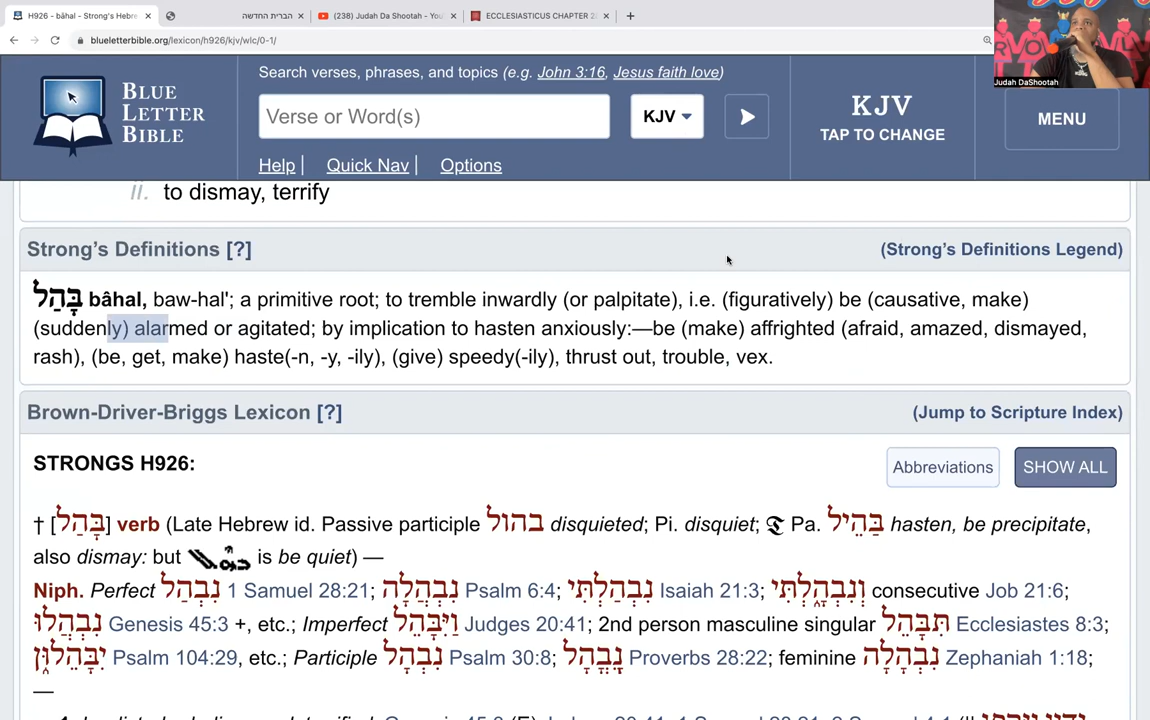 H926 - bâhal - Strong's Hebre
הברית החדשה
(238) Judah Da Shootah - You
ECCLESIASTICUS CHAPTER 2
blueletterbible.org/lexicon/h926/kjv/wlc/0-1/
Judah DaShootah
BLUE
LETTER
BIBLE
Search verses, phrases, and topics (e.g. John 3:16, Jesus faith love)
Verse or Word(s)
KJV
KJV
TAP TO CHANGE
MENU
Help | Quick Nav | Options
ii. to dismay, terrify
Strong's Definitions [?]
(Strong's Definitions Legend)
בָּהַל bâhal, baw-hal'; a primitive root; to tremble inwardly (or palpitate), i.e. (figuratively) be (causative, make)
(suddenly) alarmed or agitated; by implication to hasten anxiously:—be (make) affrighted (afraid, amazed, dismayed,
rash), (be, get, make) haste(-n, -y, -ily), (give) speedy(-ily), thrust out, trouble, vex.
Brown-Driver-Briggs Lexicon [?]
(Jump to Scripture Index)
STRONGS H926:
Abbreviations
SHOW ALL
† [בָּהַל] verb (Late Hebrew id. Passive participle בהול disquieted; Pi. disquiet; 𝔗 Pa. בַּהֵיל hasten, be precipitate,
also dismay: but is be quiet) —
Niph. Perfect נִבְהַל 1 Samuel 28:21; נִבְהֲלָה Psalm 6:4; נִבְהַלְתִּי Isaiah 21:3; וְנִבְהָ֑לְתִּי consecutive Job 21:6;
נִבְהֲלוּ Genesis 45:3 +, etc.; Imperfect וַיִּבָּהֵל Judges 20:41; 2nd person masculine singular תִּבָּהֵל Ecclesiastes 8:3;
יִבָּהֵלוּן Psalm 104:29, etc.; Participle נִבְהָל Psalm 30:8; נִֽבֳהָל Proverbs 28:22; feminine נִבְהָלָה Zephaniah 1:18;
—